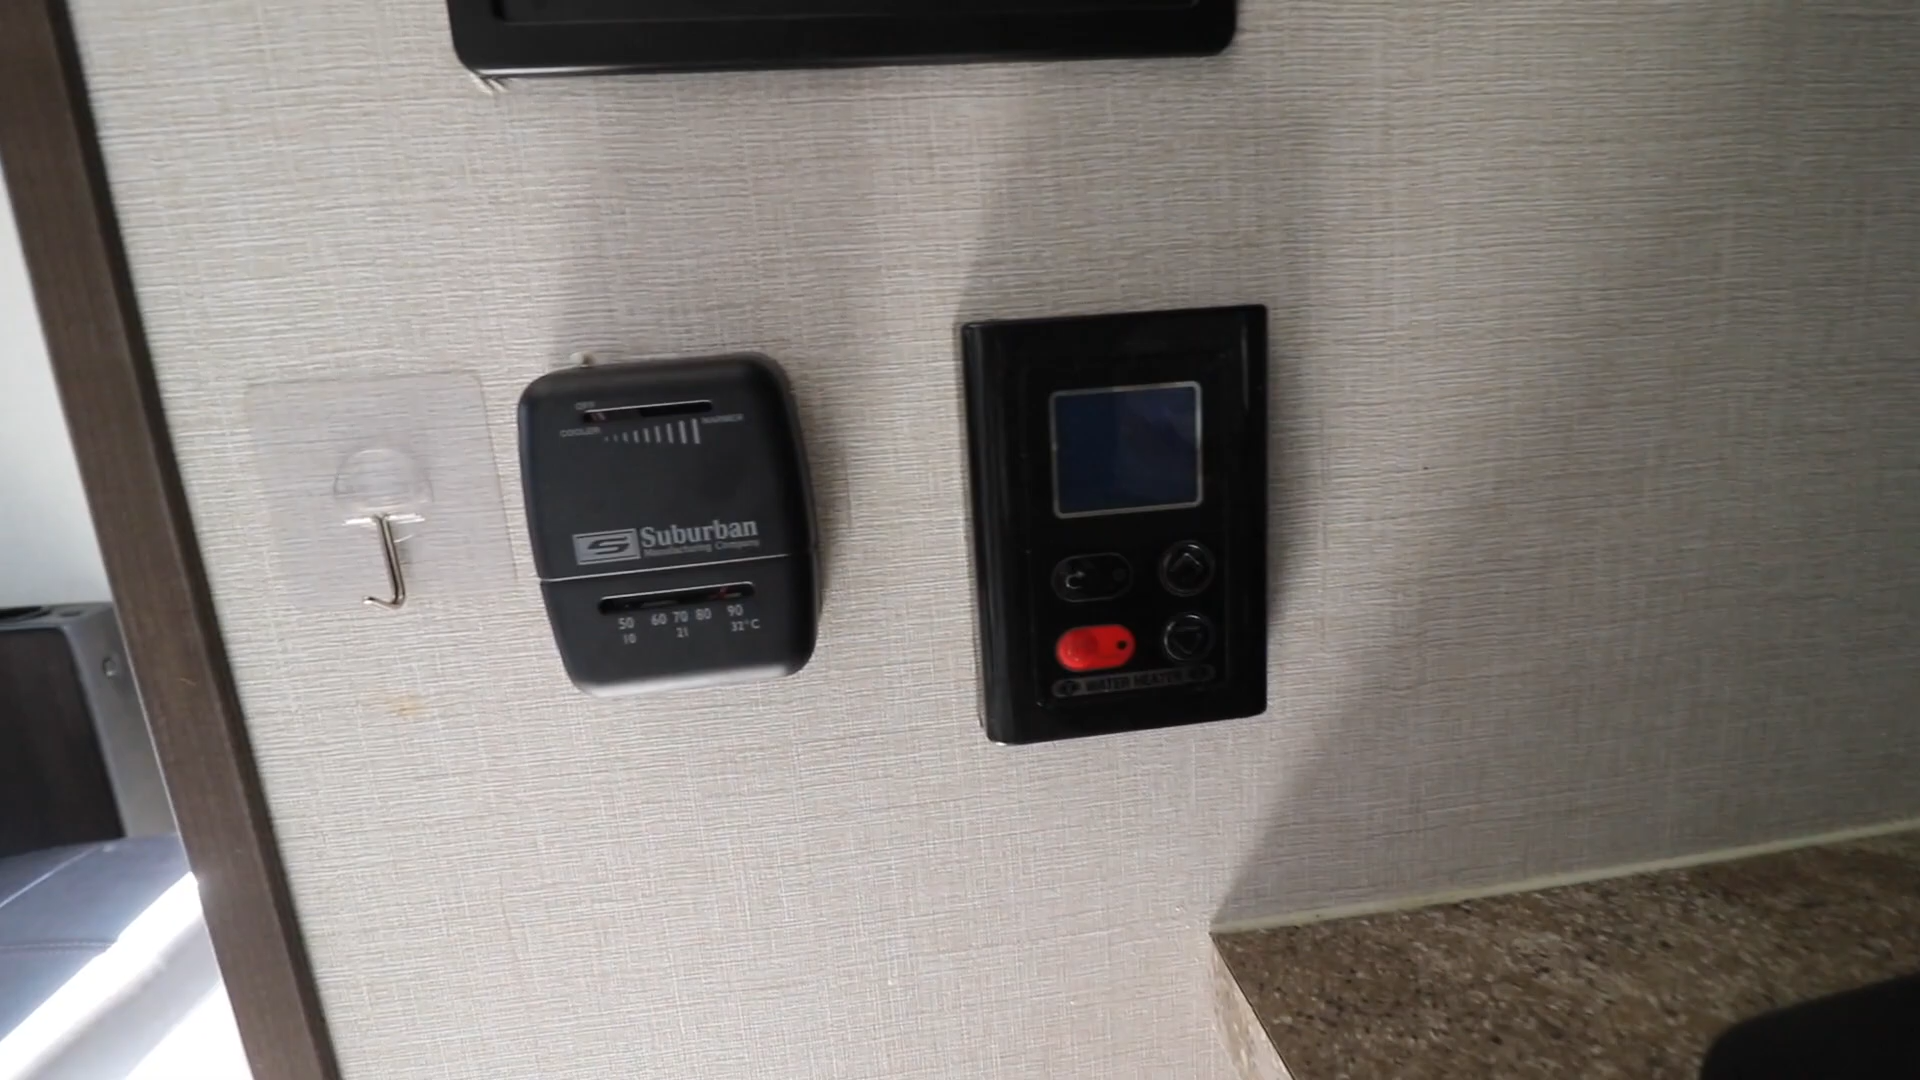 OFF
COOLER WARMER
S Suburban
Manufacturing Company
50 60 70 80 90
10 21 32°C
WATER HEATER